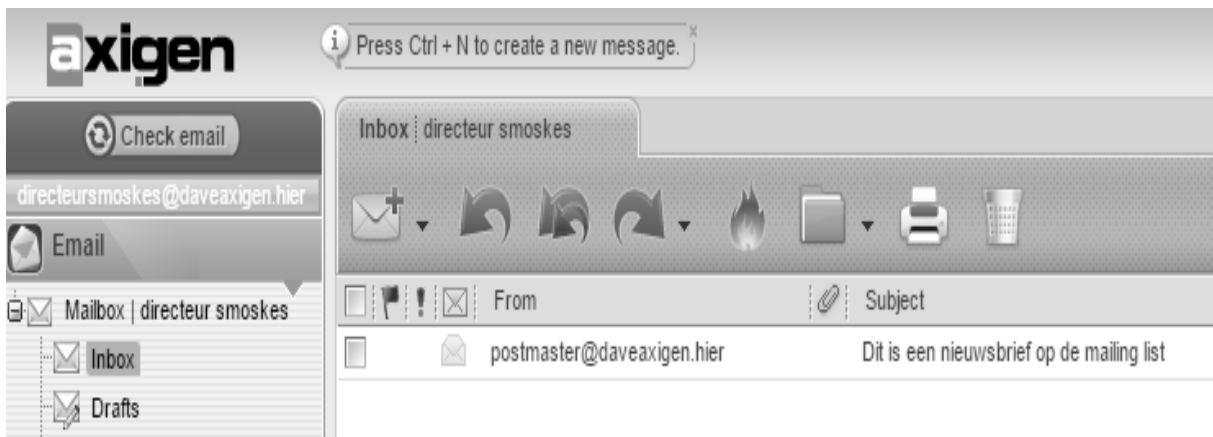 axigen
Press Ctrl + N to create a new message.
Check email
Inbox directeur smoskes
directeursmoskes@daveaxigen.hier
Email
From Subject
Mailbox | directeur smoskes
postmaster@daveaxigen.hier Dit is een nieuwsbrief op de mailing list
Inbox
Drafts